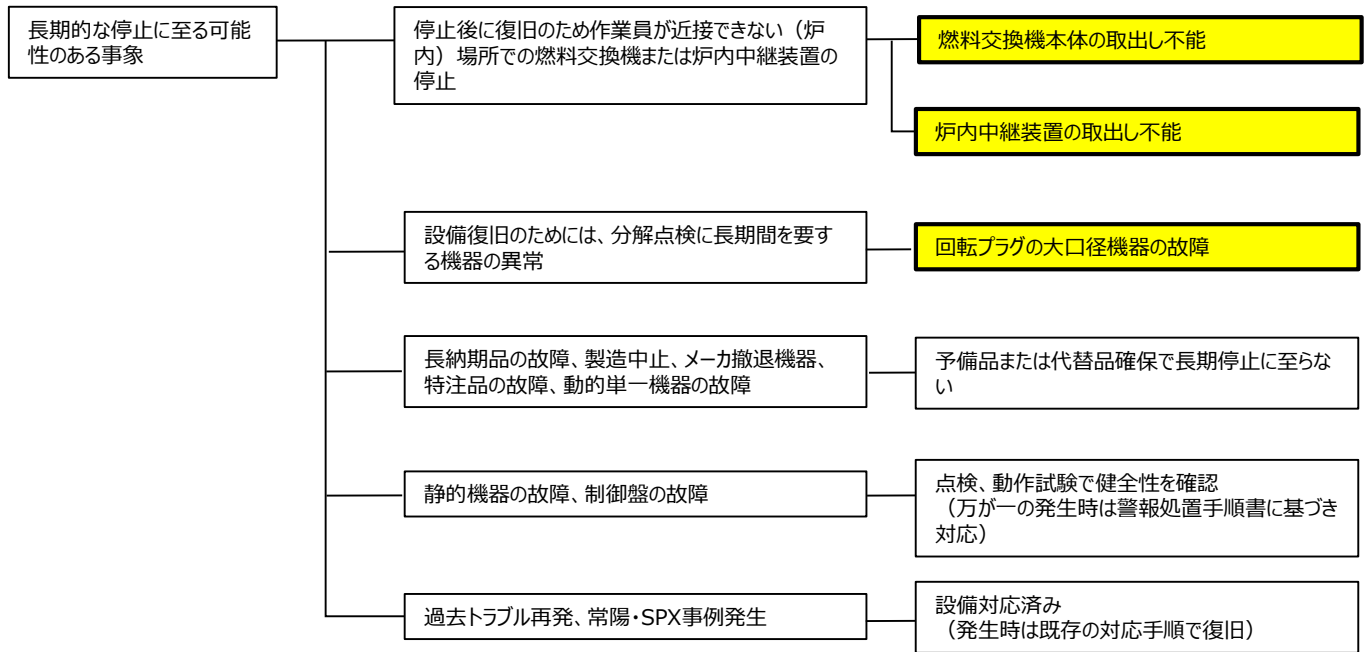 長期的な停止に至る可能
性のある事象
停止後に復旧のため作業員が近接できない（炉
内）場所での燃料交換機または炉内中継装置の
停止
燃料交換機本体の取出し不能
炉内中継装置の取出し不能
設備復旧のためには、分解点検に長期間を要す
る機器の異常
回転プラグの大口径機器の故障
長納期品の故障、製造中止、メーカ撤退機器、
特注品の故障、動的単一機器の故障
予備品または代替品確保で長期停止に至らな
い
静的機器の故障、制御盤の故障
点検、動作試験で健全性を確認
（万が一の発生時は警報処置手順書に基づき
対応）
過去トラブル再発、常陽・SPX事例発生
設備対応済み
（発生時は既存の対応手順で復旧）